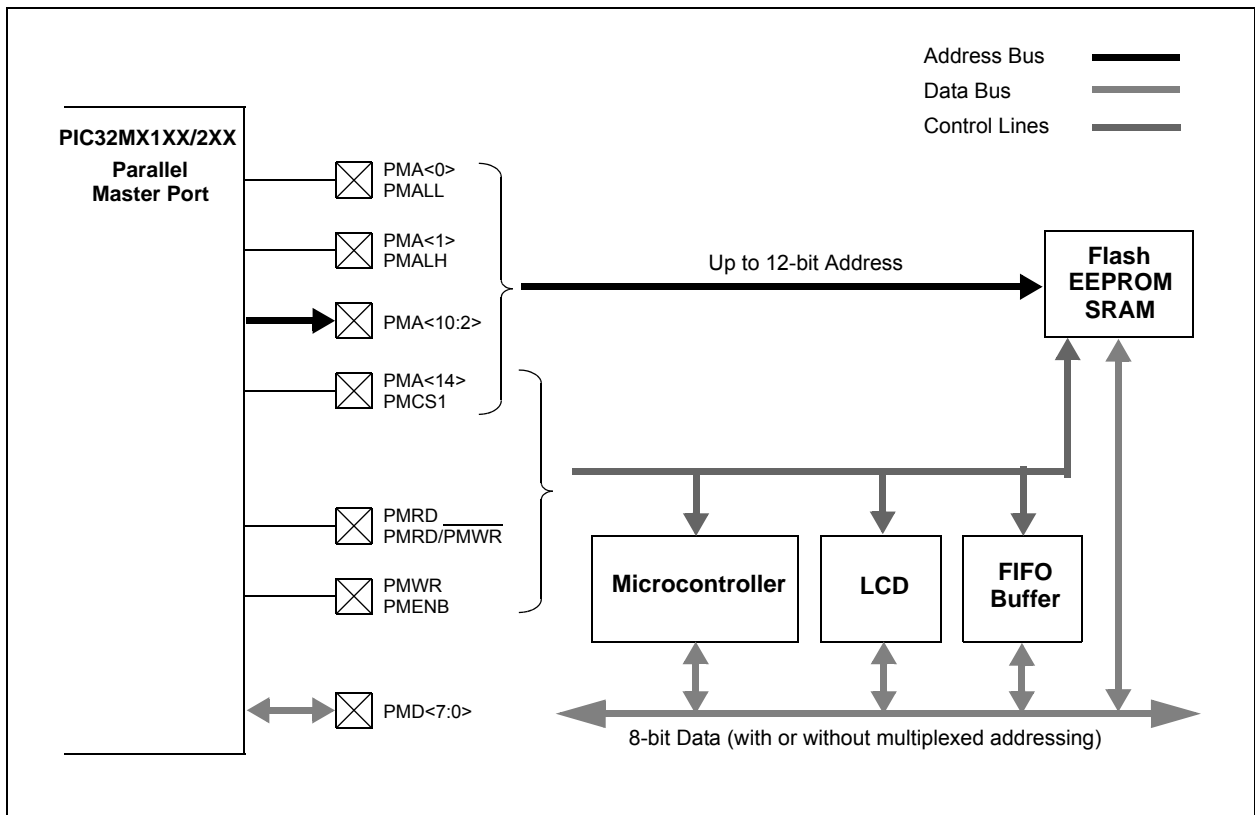 Address Bus
Data Bus
Control Lines
PIC32MX1XX/2XX
Parallel
Master Port
PMA<0>
PMALL
PMA<1>
PMALH
PMA<10:2>
PMA<14>
PMCS1
PMRD
PMRD/PMWR
PMWR
PMENB
PMD<7:0>
Up to 12-bit Address
Flash
EEPROM
SRAM
Microcontroller
LCD
FIFO
Buffer
8-bit Data (with or without multiplexed addressing)